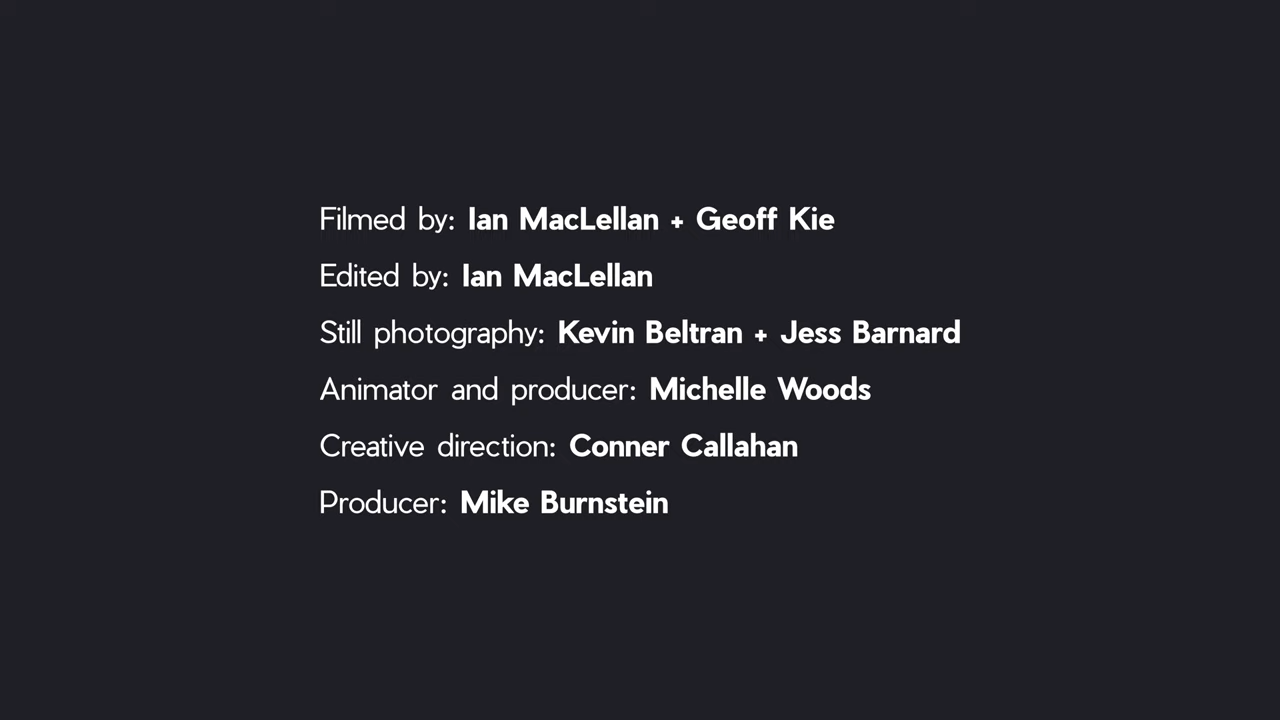 Filmed by: Ian MacLellan + Geoff Kie
Edited by: Ian MacLellan
Still photography: Kevin Beltran + Jess Barnard
Animator and producer: Michelle Woods
Creative direction: Conner Callahan
Producer: Mike Burnstein